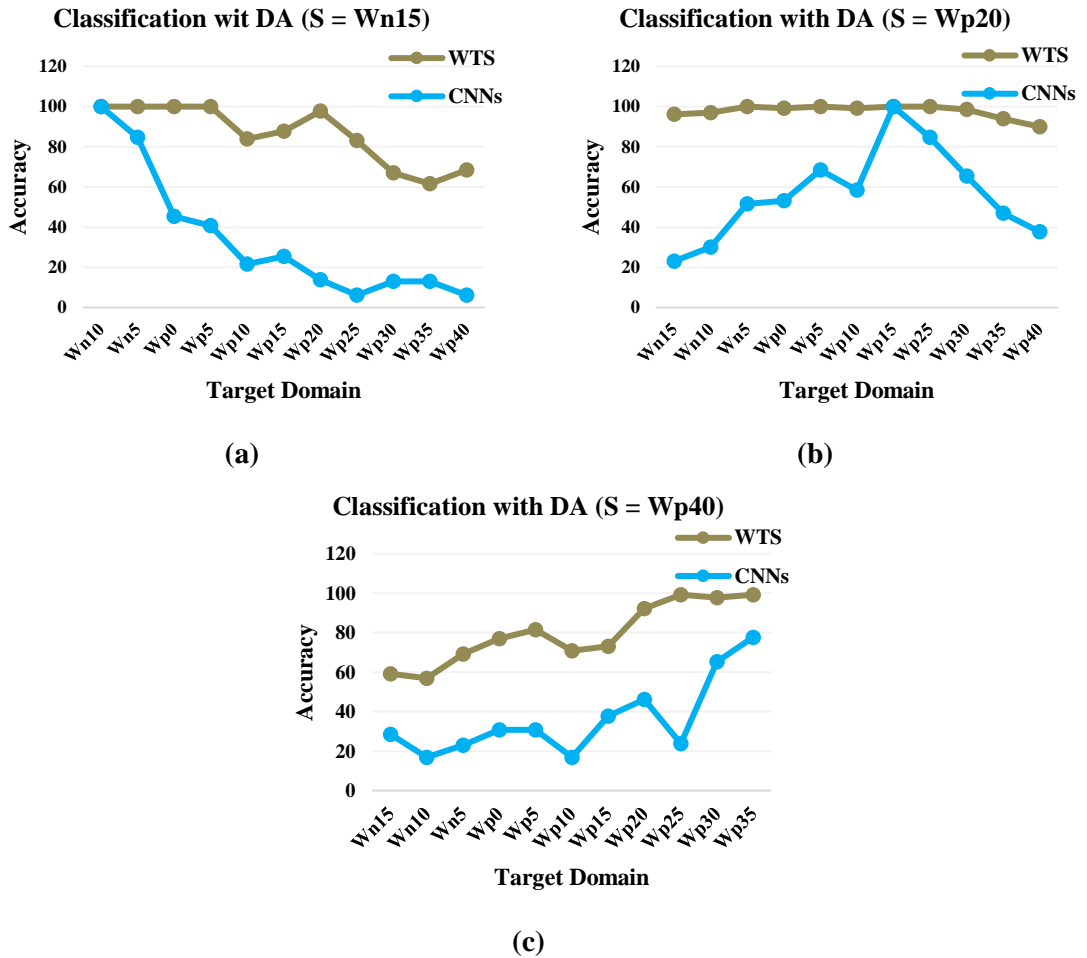 Classification wit DA (S = Wn15)
WTS
CNNs
120
100
80
60
40
20
0
Accuracy
Wn10 Wn5 Wp0 Wp5 Wp10 Wp15 Wp20 Wp25 Wp30 Wp35 Wp40
Target Domain
(a)
Classification with DA (S = Wp20)
WTS
CNNs
120
100
80
60
40
20
0
Accuracy
Wn15 Wn10 Wn5 Wp0 Wp5 Wp10 Wp15 Wp25 Wp30 Wp35 Wp40
Target Domain
(b)
Classification with DA (S = Wp40)
WTS
CNNs
120
100
80
60
40
20
0
Accuracy
Wn15 Wn10 Wn5 Wp0 Wp5 Wp10 Wp15 Wp20 Wp25 Wp30 Wp35
Target Domain
(c)